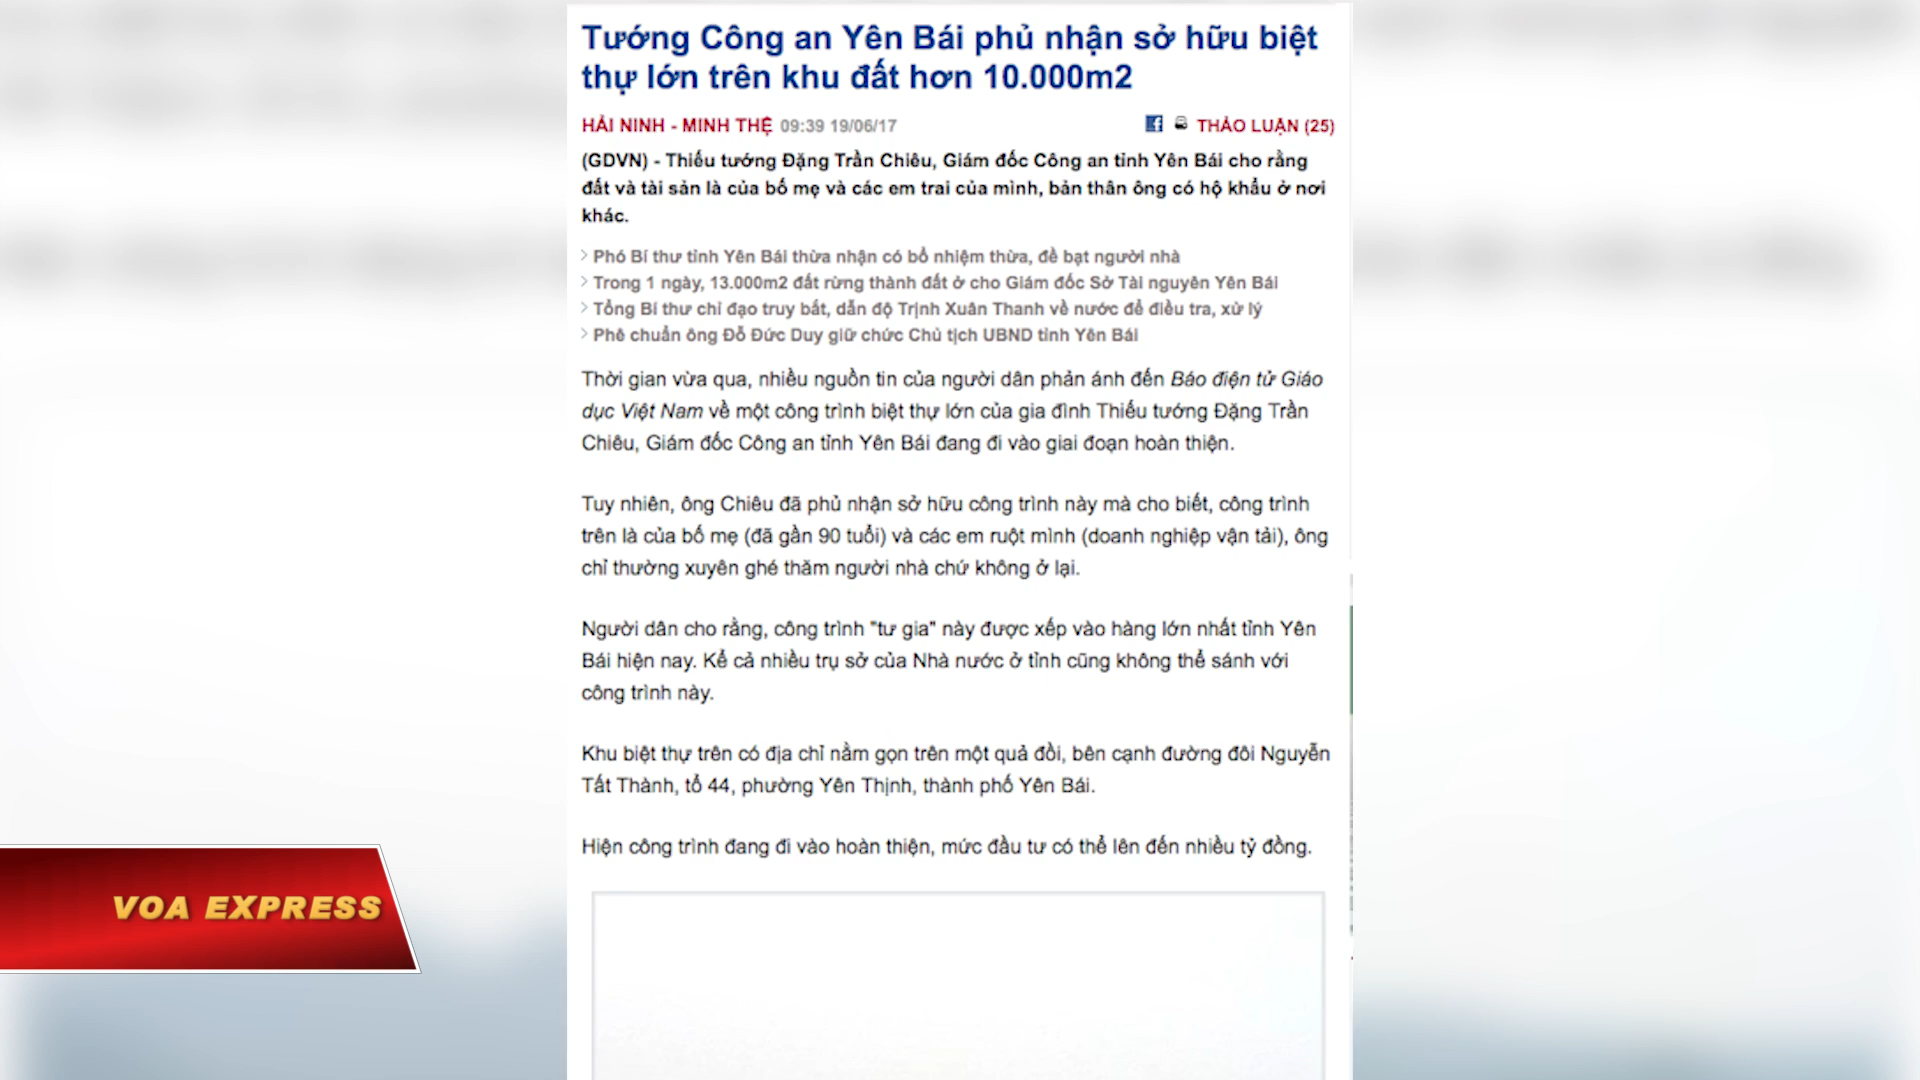 Tướng Công an Yên Bái phủ nhận sở hữu biệt
thự lớn trên khu đất hơn 10.000m2
HẢI NINH - MINH THỆ 09:39 19/06/17
THẢO LUẬN (25)
(GDVN) - Thiếu tướng Đặng Trần Chiêu, Giám đốc Công an tỉnh Yên Bái cho rằng
đất và tài sản là của bố mẹ và các em trai của mình, bản thân ông có hộ khẩu ở nơi
khác.
Phó Bí thư tỉnh Yên Bái thừa nhận có bổ nhiệm thừa, đề bạt người nhà
Trong 1 ngày, 13.000m2 đất rừng thành đất ở cho Giám đốc Sở Tài nguyên Yên Bái
Tổng Bí thư chỉ đạo truy bắt, dẫn độ Trịnh Xuân Thanh về nước để điều tra, xử lý
Phê chuẩn ông Đỗ Đức Duy giữ chức Chủ tịch UBND tỉnh Yên Bái
Thời gian vừa qua, nhiều nguồn tin của người dân phản ánh đến Báo điện tử Giáo
dục Việt Nam về một công trình biệt thự lớn của gia đình Thiếu tướng Đặng Trần
Chiêu, Giám đốc Công an tỉnh Yên Bái đang đi vào giai đoạn hoàn thiện.
Tuy nhiên, ông Chiêu đã phủ nhận sở hữu công trình này mà cho biết, công trình
trên là của bố mẹ (đã gần 90 tuổi) và các em ruột mình (doanh nghiệp vận tải), ông
chỉ thường xuyên ghé thăm người nhà chứ không ở lại.
Người dân cho rằng, công trình "tư gia" này được xếp vào hàng lớn nhất tỉnh Yên
Bái hiện nay. Kể cả nhiều trụ sở của Nhà nước ở tỉnh cũng không thể sánh với
công trình này.
Khu biệt thự trên có địa chỉ nằm gọn trên một quả đồi, bên cạnh đường đôi Nguyễn
Tất Thành, tổ 44, phường Yên Thịnh, thành phố Yên Bái.
Hiện công trình đang đi vào hoàn thiện, mức đầu tư có thể lên đến nhiều tỷ đồng.
VOA EXPRESS